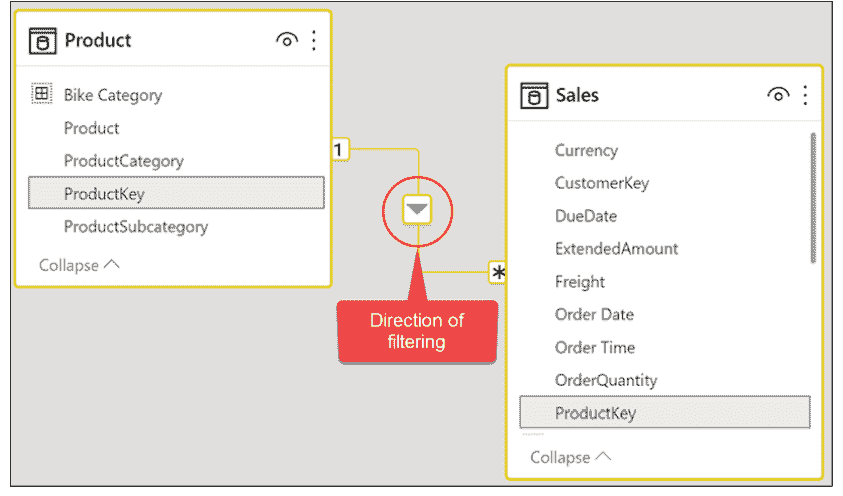 Product
Bike Category
Product
ProductCategory
ProductKey
ProductSubcategory
Collapse
1
*
Direction of
filtering
Sales
Currency
CustomerKey
DueDate
ExtendedAmount
Freight
Order Date
Order Time
OrderQuantity
ProductKey
Collapse